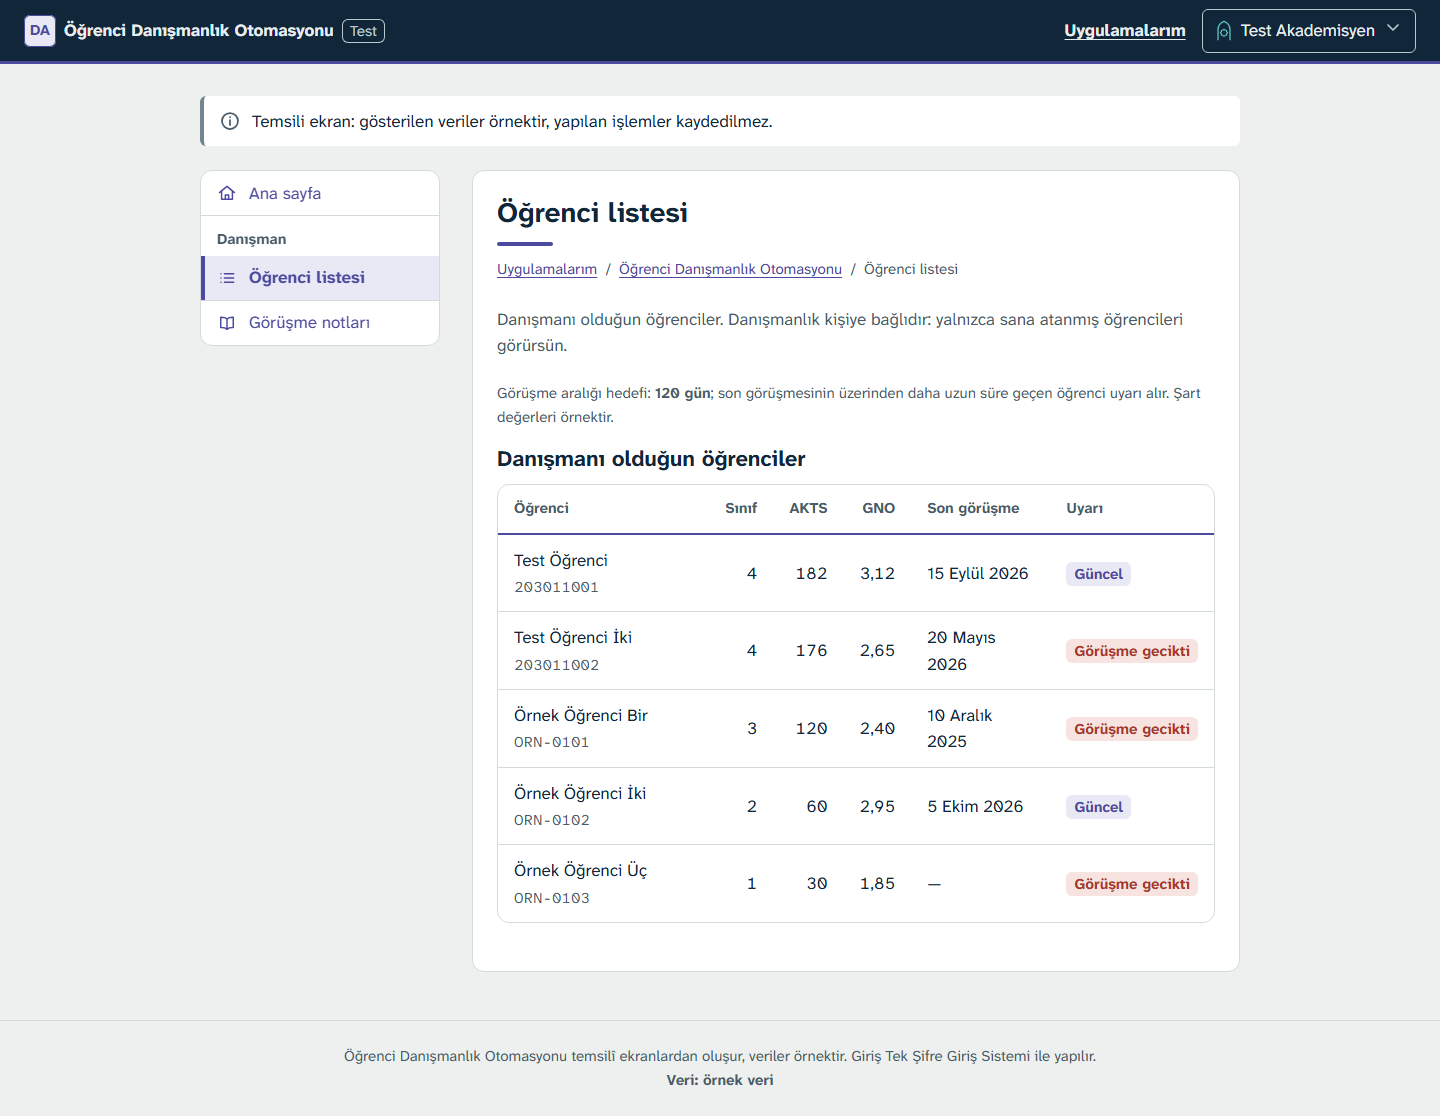 DA Öğrenci Danışmanlık Otomasyonu Test
Uygulamalarım
Test Akademisyen
Temsili ekran: gösterilen veriler örnektir, yapılan işlemler kaydedilmez.
Ana sayfa
Danışman
Öğrenci listesi
Görüşme notları
Öğrenci listesi
Uygulamalarım / Öğrenci Danışmanlık Otomasyonu / Öğrenci listesi
Danışmanı olduğun öğrenciler. Danışmanlık kişiye bağlıdır: yalnızca sana atanmış öğrencileri
görürsün.
Görüşme aralığı hedefi: 120 gün; son görüşmesinin üzerinden daha uzun süre geçen öğrenci uyarı alır. Şart
değerleri örnektir.
Danışmanı olduğun öğrenciler
Öğrenci Sınıf AKTS GNO Son görüşme Uyarı
Test Öğrenci
203011001
4 182 3,12 15 Eylül 2026 Güncel
Test Öğrenci İki
203011002
4 176 2,65 20 Mayıs
2026
Görüşme gecikti
Örnek Öğrenci Bir
ORN-0101
3 120 2,40 10 Aralık
2025
Görüşme gecikti
Örnek Öğrenci İki
ORN-0102
2 60 2,95 5 Ekim 2026 Güncel
Örnek Öğrenci Üç
ORN-0103
1 30 1,85 — Görüşme gecikti
Öğrenci Danışmanlık Otomasyonu temsilî ekranlardan oluşur, veriler örnektir. Giriş Tek Şifre Giriş Sistemi ile yapılır.
Veri: örnek veri